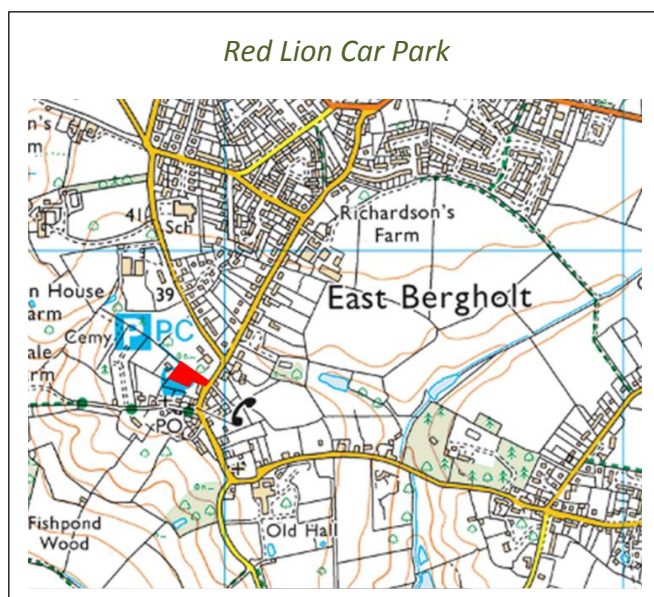 Red Lion Car Park
n's
m
41
Sch
Richardson's
Farm
n House
arm
39
East Bergholt
Cemy
P PC
ale
rm
+
PO
+
Old Hall
Fishpond
Wood